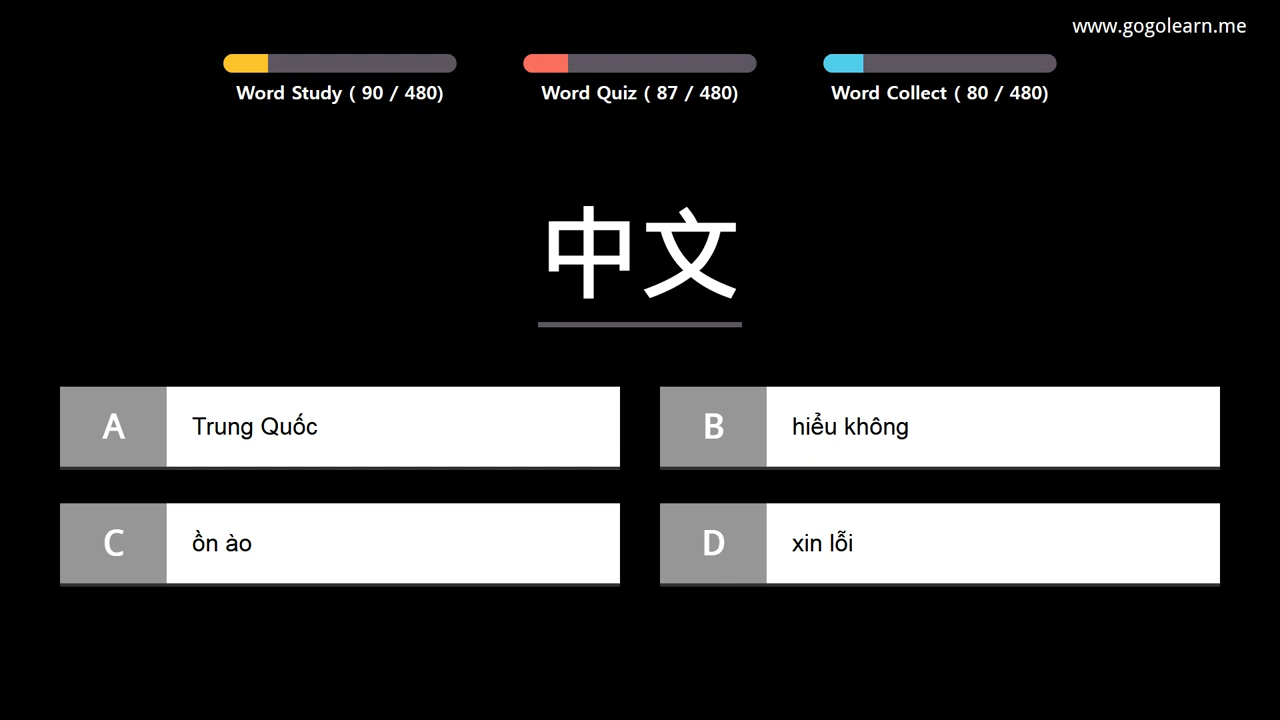 www.gogolearn.me
Word Study ( 90 / 480)
Word Quiz ( 87 / 480)
Word Collect ( 80 / 480)
中文
A
Trung Quốc
B
hiểu không
C
ồn ào
D
xin lỗi